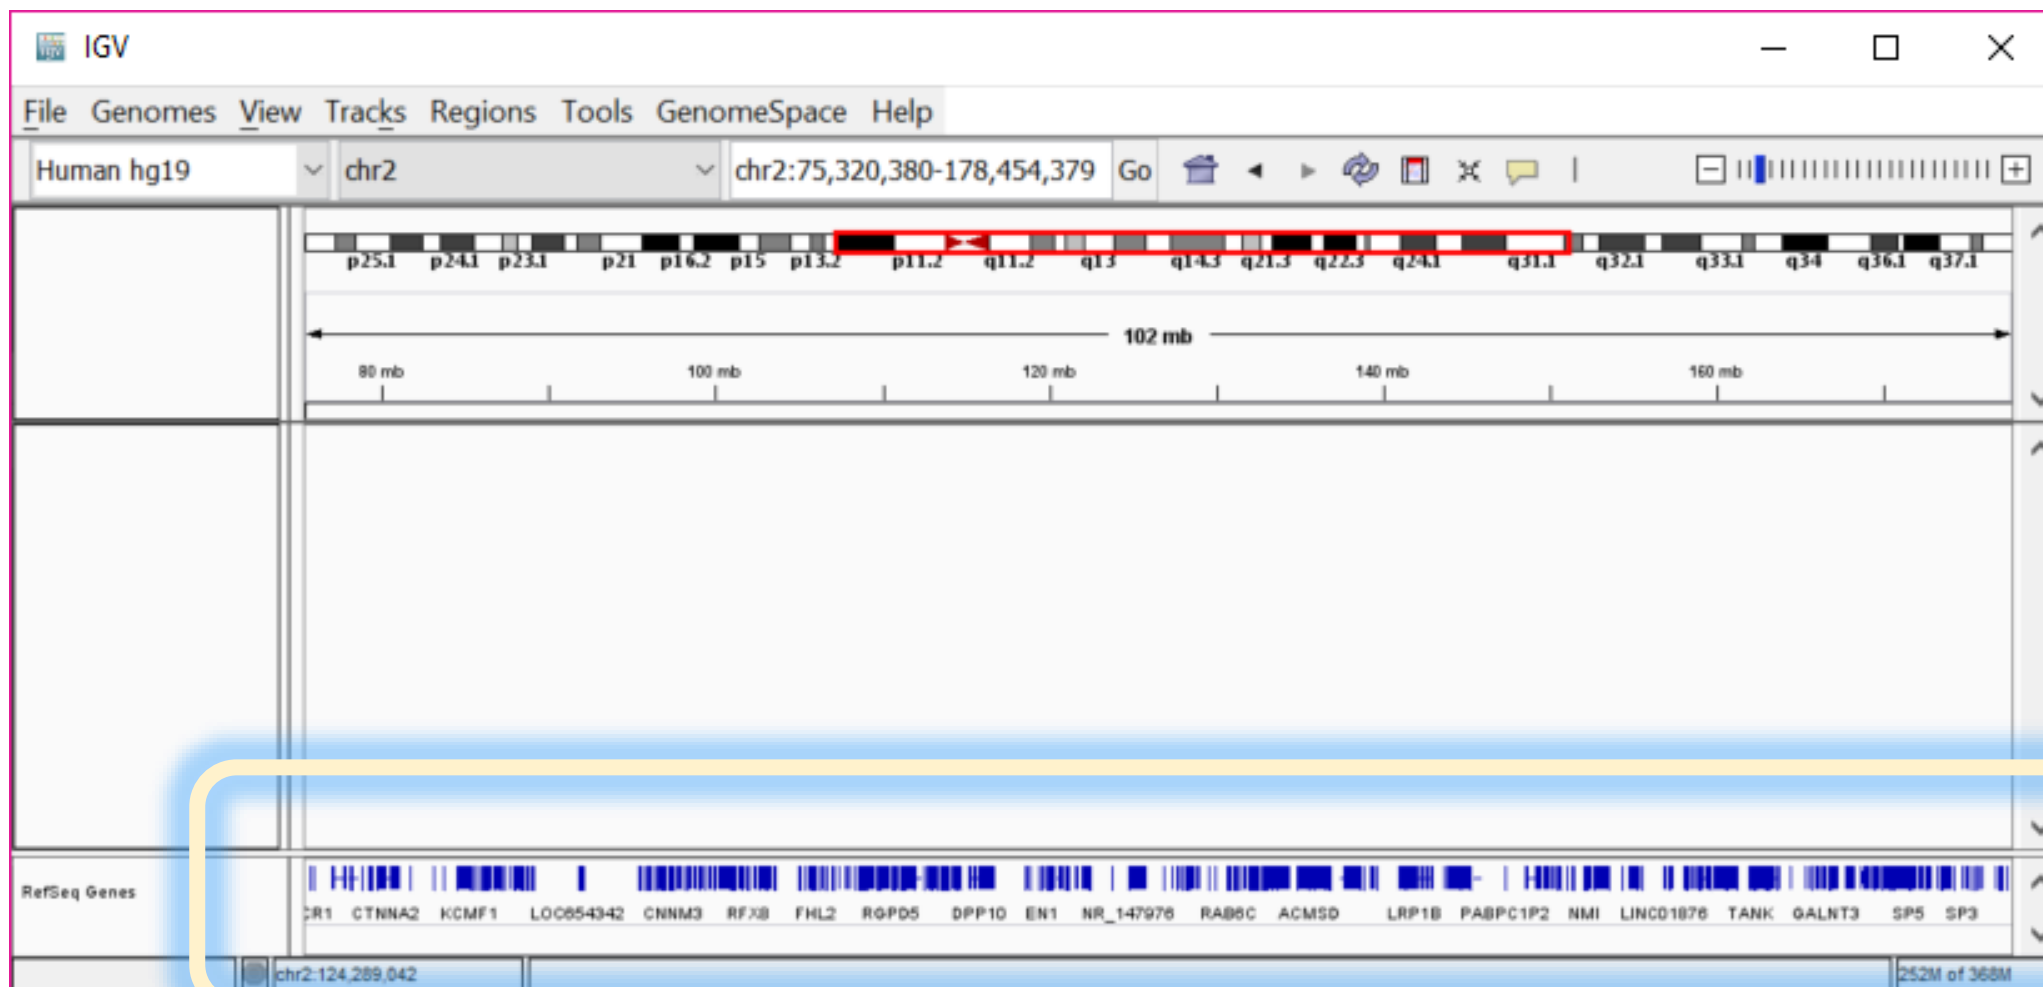 IGV
File Genomes View Tracks Regions Tools GenomeSpace Help
Human hg19 chr2 chr2:75,320,380-178,454,379 Go
p25.1 p24.1 p23.1 p21 p16.2 p15 p13.2 p11.2 q11.2 q13 q14.3 q21.3 q22.3 q24.1 q31.1 q32.1 q33.1 q34 q36.1 q37.1
102 mb
80 mb 100 mb 120 mb 140 mb 160 mb
RefSeq Genes
CR1 CTNNA2 KCMF1 LOC654342 CNNM3 RFX8 FHL2 RGPD5 DPP10 EN1 NR_147976 RAB6C ACMSD LRP1B PABPC1P2 NMI LINC01876 TANK GALNT3 SP5 SP3
chr2:124,289,042 252M of 368M